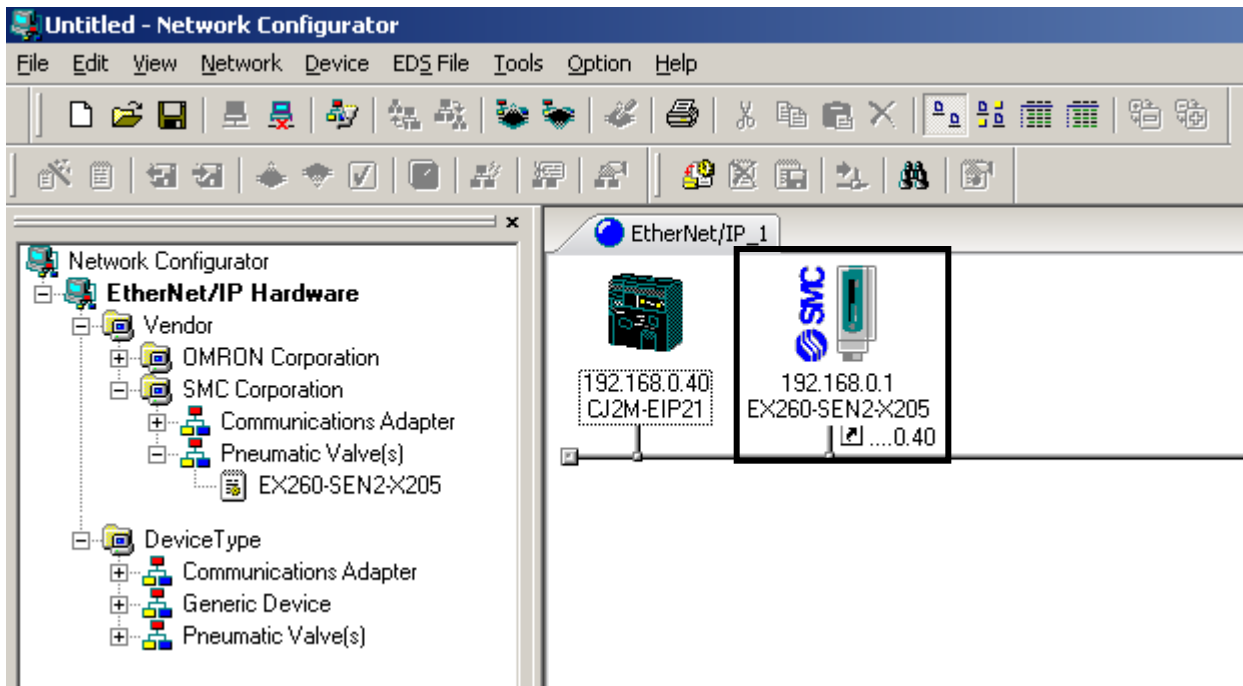 Untitled - Network Configurator
File Edit View Network Device EDS File Tools Option Help
EtherNet/IP_1
Network Configurator
EtherNet/IP Hardware
Vendor
OMRON Corporation
SMC Corporation
Communications Adapter
Pneumatic Valve(s)
EX260-SEN2-X205
DeviceType
Communications Adapter
Generic Device
Pneumatic Valve(s)
192.168.0.40
CJ2M-EIP21
SMC
192.168.0.1
EX260-SEN2-X205
....0.40